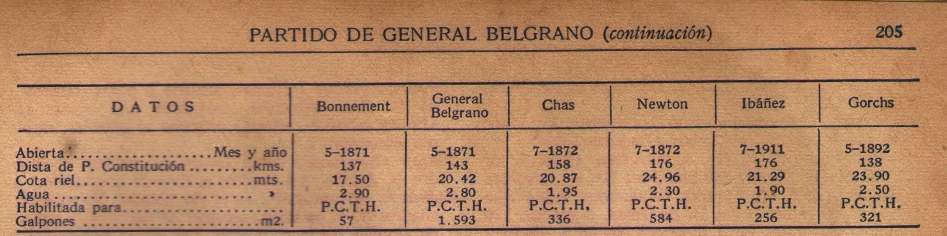 PARTIDO DE GENERAL BELGRANO (continuación) 205
DATOS Bonnement General Belgrano Chas Newton Ibáñez Gorchs
Abierta..................Mes y año 5-1871 5-1871 7-1872 7-1872 7-1911 5-1892
Dista de P. Constitución .........kms. 137 143 158 176 176 138
Cota riel......................mts. 17.50 20.42 20.87 24.96 21.29 23.90
Agua ......................... » 2.90 2.80 1.95 2.30 1.90 2.50
Habilitada para..................... P.C.T.H. P.C.T.H. P.C.T.H. P.C.T.H. P.C.T.H. P.C.T.H.
Galpones .......................m2. 57 1.593 336 584 256 321